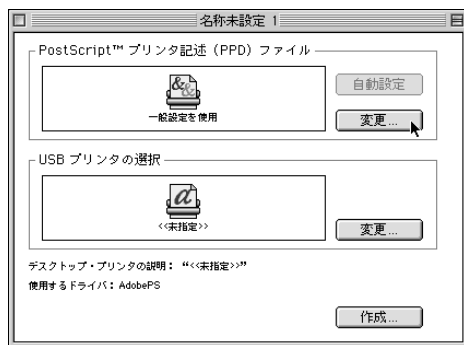 名称未設定 1
PostScript™ プリンタ記述（PPD）ファイル
一般設定を使用
自動設定
変更...
USB プリンタの選択
<<未指定>>
変更...
デスクトップ・プリンタの説明： “<<未指定>>”
使用するドライバ：AdobePS
作成...